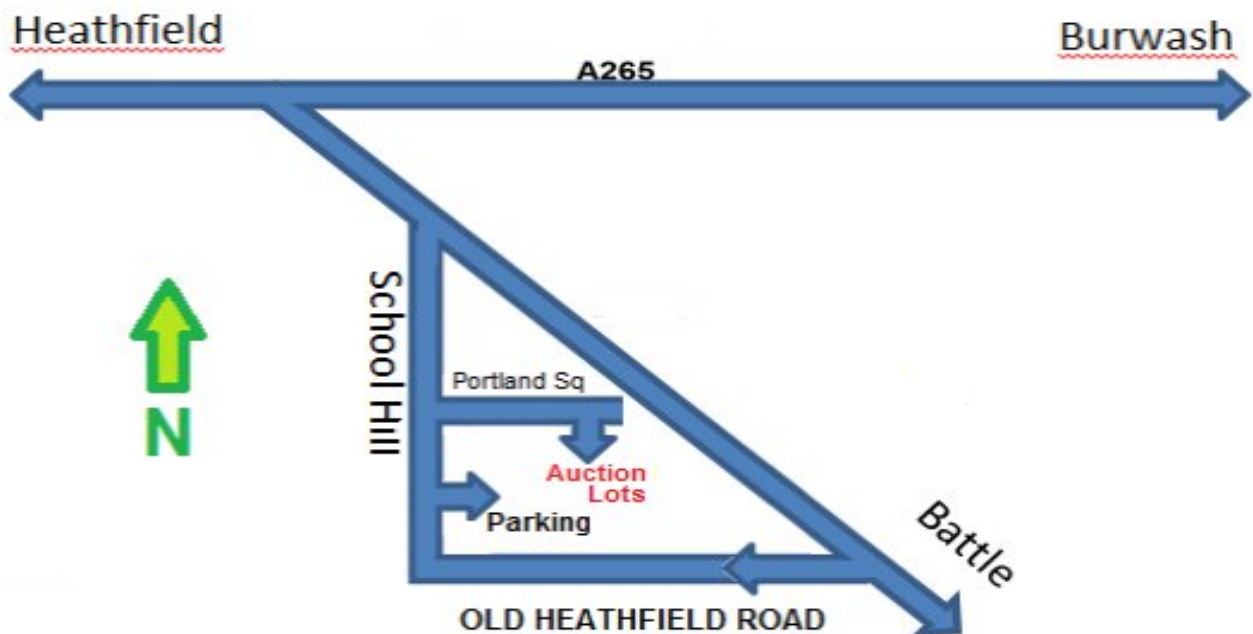 Heathfield
Burwash
A265
School Hill
Portland Sq
Auction
Lots
Parking
N
Battle
OLD HEATHFIELD ROAD